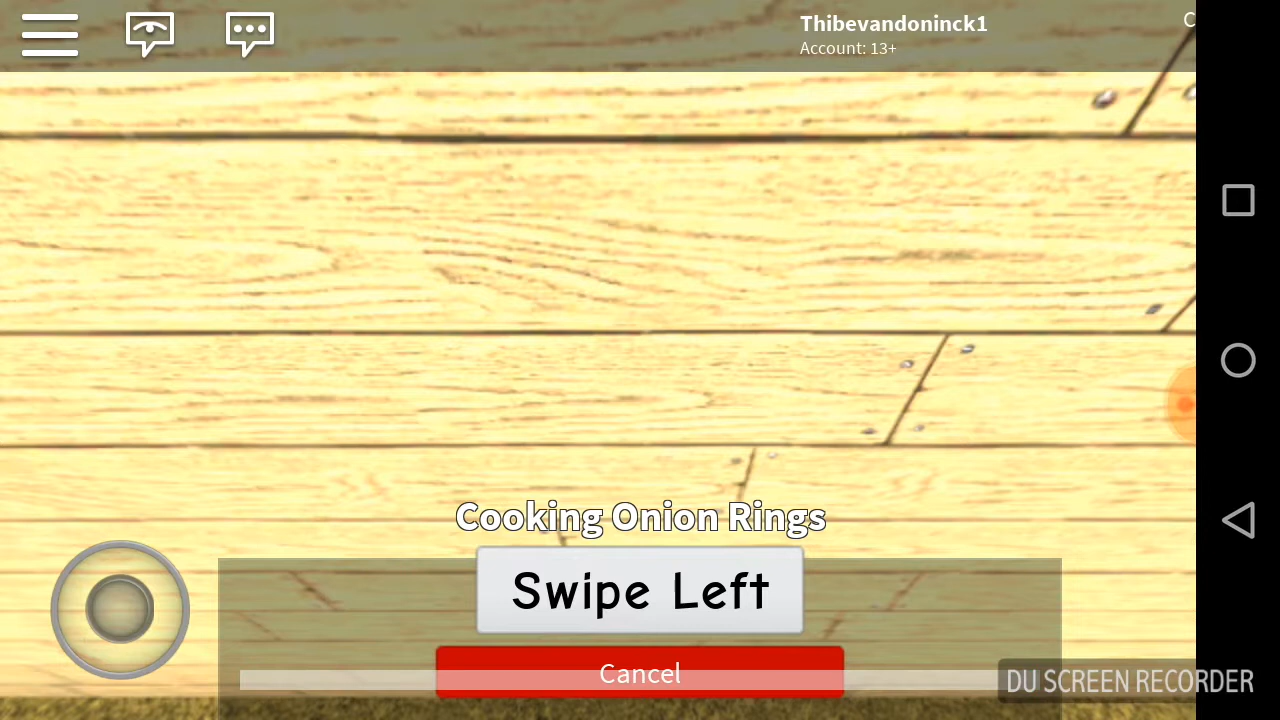 Thibevandoninck1
C
Account: 13+
Cooking Onion Rings
Swipe Left
Cancel
DU SCREEN RECORDER